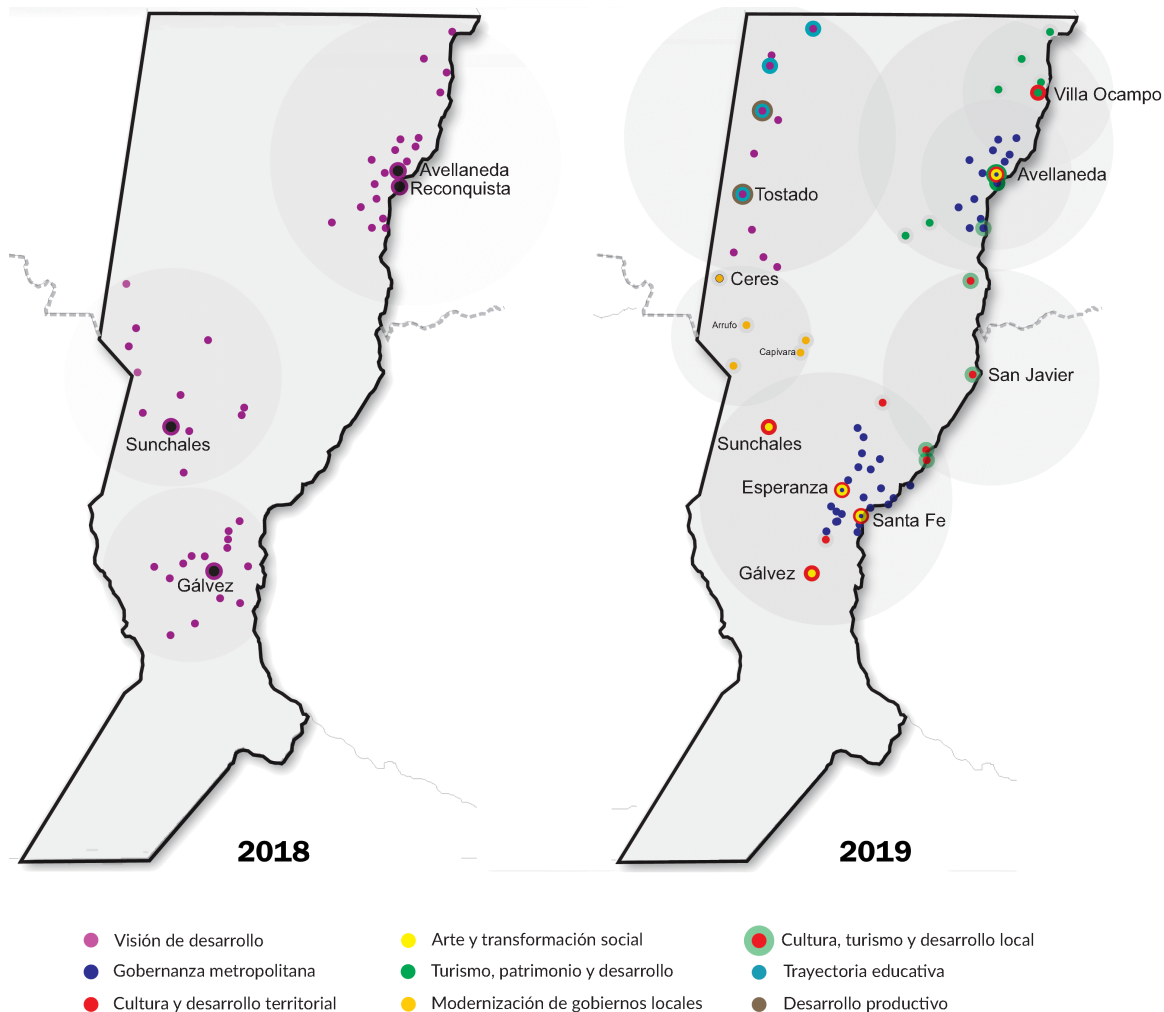 Avellaneda
Reconquista
Sunchales
Gálvez
2018
Villa Ocampo
Avellaneda
Tostado
Ceres
Arrufo
Capivara
San Javier
Sunchales
Esperanza
Santa Fe
Gálvez
2019
Visión de desarrollo
Gobernanza metropolitana
Cultura y desarrollo territorial
Arte y transformación social
Turismo, patrimonio y desarrollo
Modernización de gobiernos locales
Cultura, turismo y desarrollo local
Trayectoria educativa
Desarrollo productivo